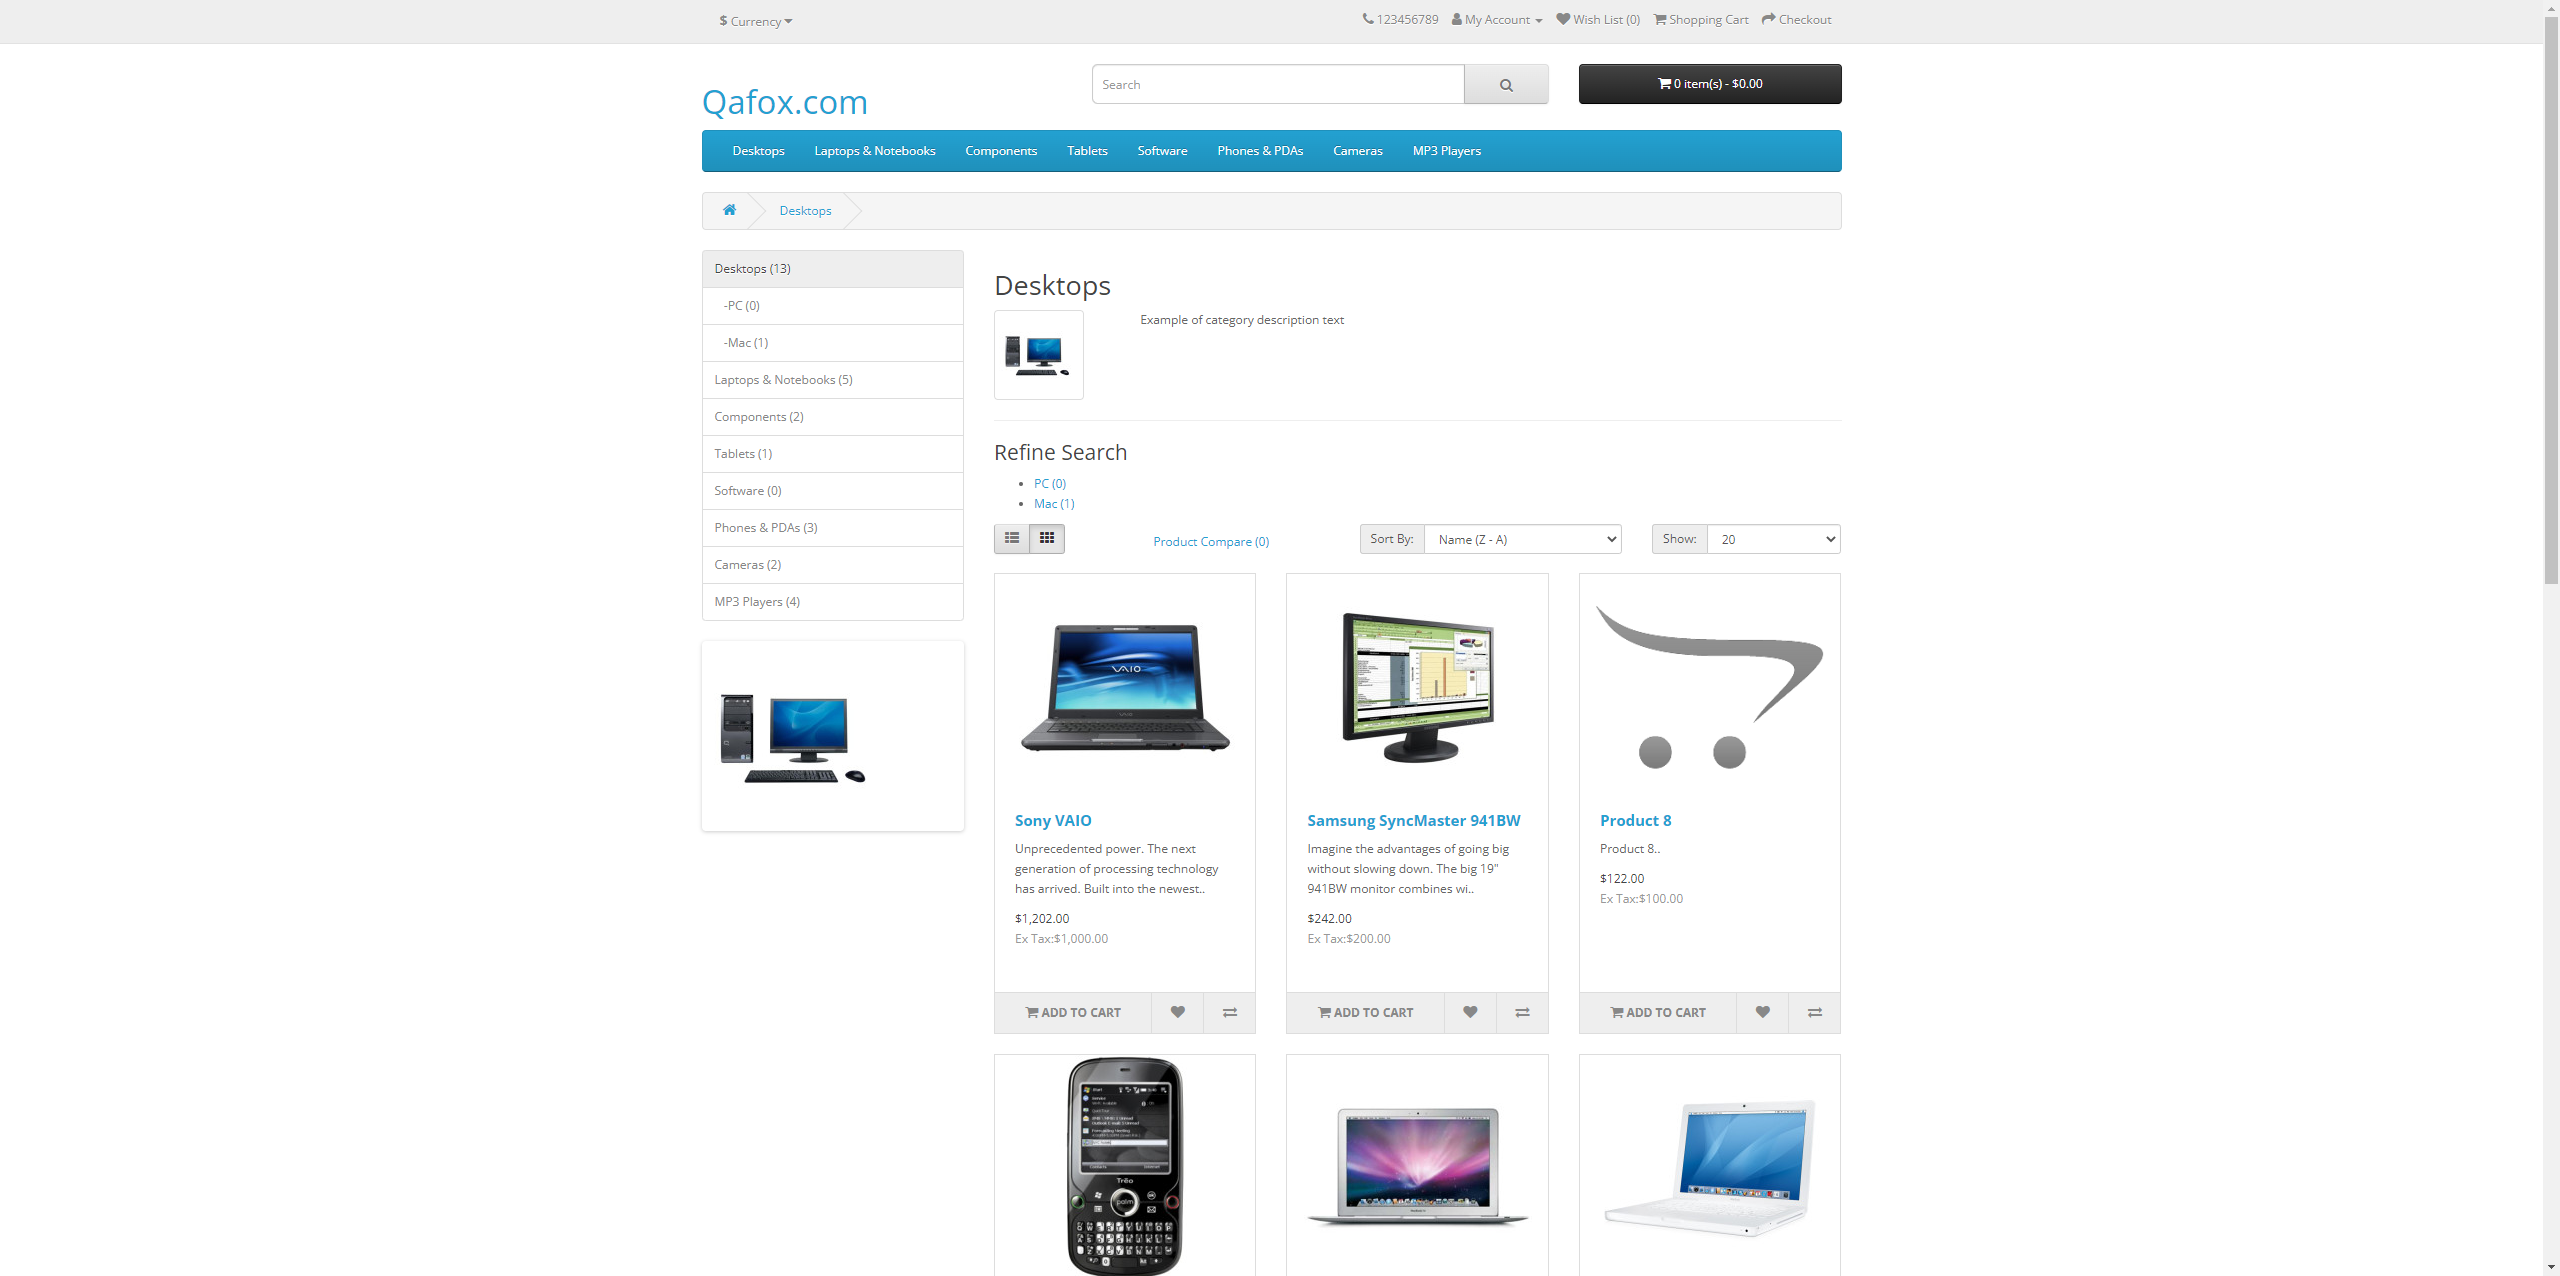 $ Currency
123456789 My Account Wish List (0) Shopping Cart Checkout
Qafox.com
Search
0 item(s) - $0.00
Desktops Laptops & Notebooks Components Tablets Software Phones & PDAs Cameras MP3 Players
Desktops
Desktops (13)
-PC (0)
-Mac (1)
Laptops & Notebooks (5)
Components (2)
Tablets (1)
Software (0)
Phones & PDAs (3)
Cameras (2)
MP3 Players (4)
Desktops
Example of category description text
Refine Search
PC (0)
Mac (1)
Product Compare (0)
Sort By: Name (Z - A)
Show: 20
VAIO
Sony VAIO
Unprecedented power. The next
generation of processing technology
has arrived. Built into the newest..
$1,202.00
Ex Tax:$1,000.00
ADD TO CART
Samsung SyncMaster 941BW
Imagine the advantages of going big
without slowing down. The big 19"
941BW monitor combines wi..
$242.00
Ex Tax:$200.00
ADD TO CART
Product 8
Product 8..
$122.00
Ex Tax:$100.00
ADD TO CART
Start
Contacts
Trēo
palm